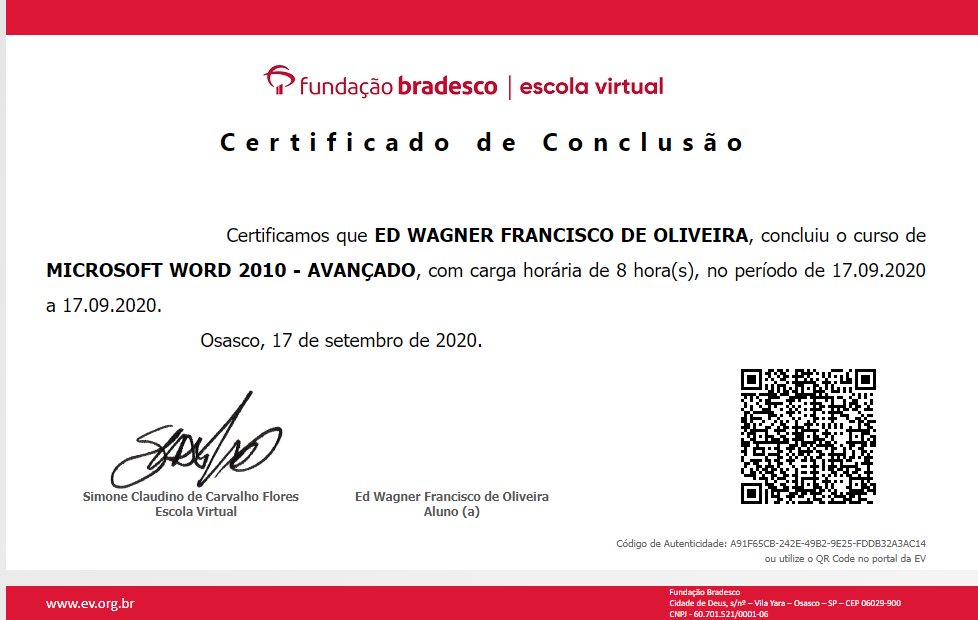 fundação bradesco | escola virtual
Certificado de Conclusão
Certificamos que ED WAGNER FRANCISCO DE OLIVEIRA, concluiu o curso de
MICROSOFT WORD 2010 - AVANÇADO, com carga horária de 8 hora(s), no período de 17.09.2020
a 17.09.2020.
Osasco, 17 de setembro de 2020.
Simone Claudino de Carvalho Flores
Escola Virtual
Ed Wagner Francisco de Oliveira
Aluno (a)
Código de Autenticidade: A91F65CB-242E-49B2-9E25-FDDB32A3AC14
ou utilize o QR Code no portal da EV
www.ev.org.br
Fundação Bradesco
Cidade de Deus, s/nº – Vila Yara – Osasco – SP – CEP 06029-900
CNPJ - 60.701.521/0001-06